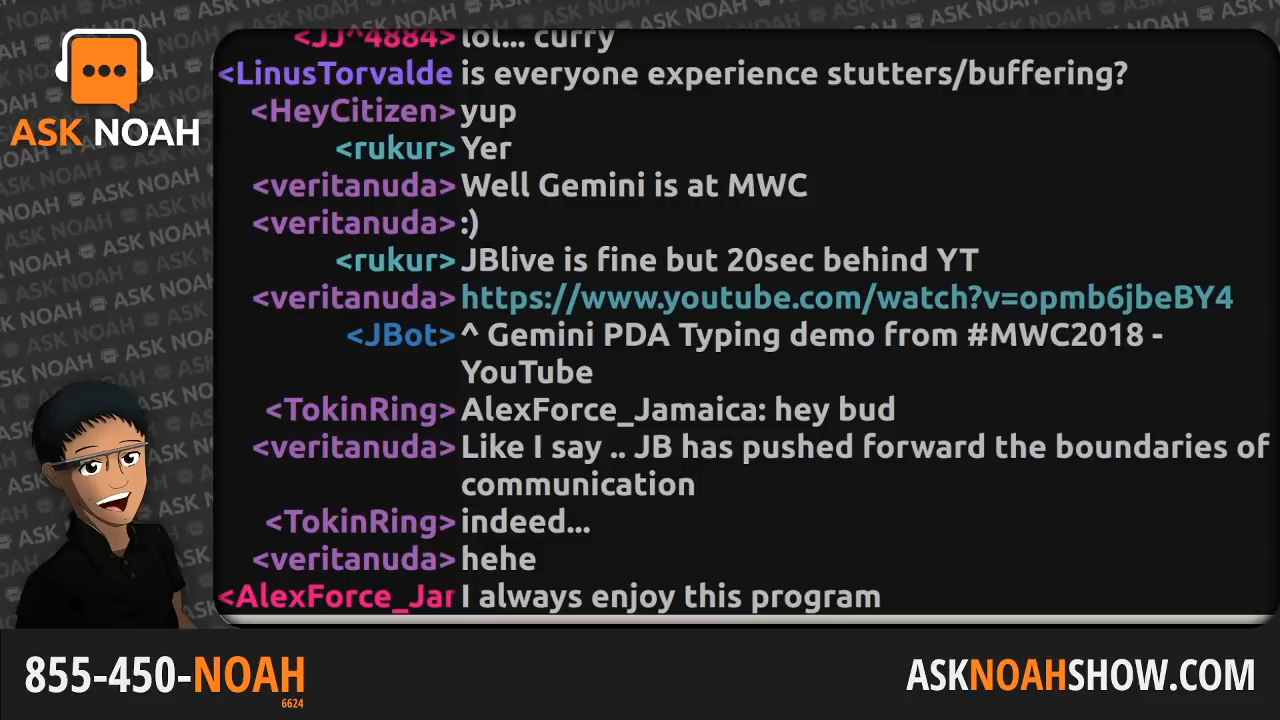 ASK NOAH
<JJ^4884> lol... curry
<LinusTorvalde is everyone experience stutters/buffering?
<HeyCitizen> yup
<rukur> Yer
<veritanuda> Well Gemini is at MWC
<veritanuda> :)
<rukur> JBlive is fine but 20sec behind YT
<veritanuda> https://www.youtube.com/watch?v=opmb6jbeBY4
<JBot> ^ Gemini PDA Typing demo from #MWC2018 -
YouTube
<TokinRing> AlexForce_Jamaica: hey bud
<veritanuda> Like I say .. JB has pushed forward the boundaries of
communication
<TokinRing> indeed...
<veritanuda> hehe
<AlexForce_Jar I always enjoy this program
855-450-NOAH
6624
ASKNOAHSHOW.COM